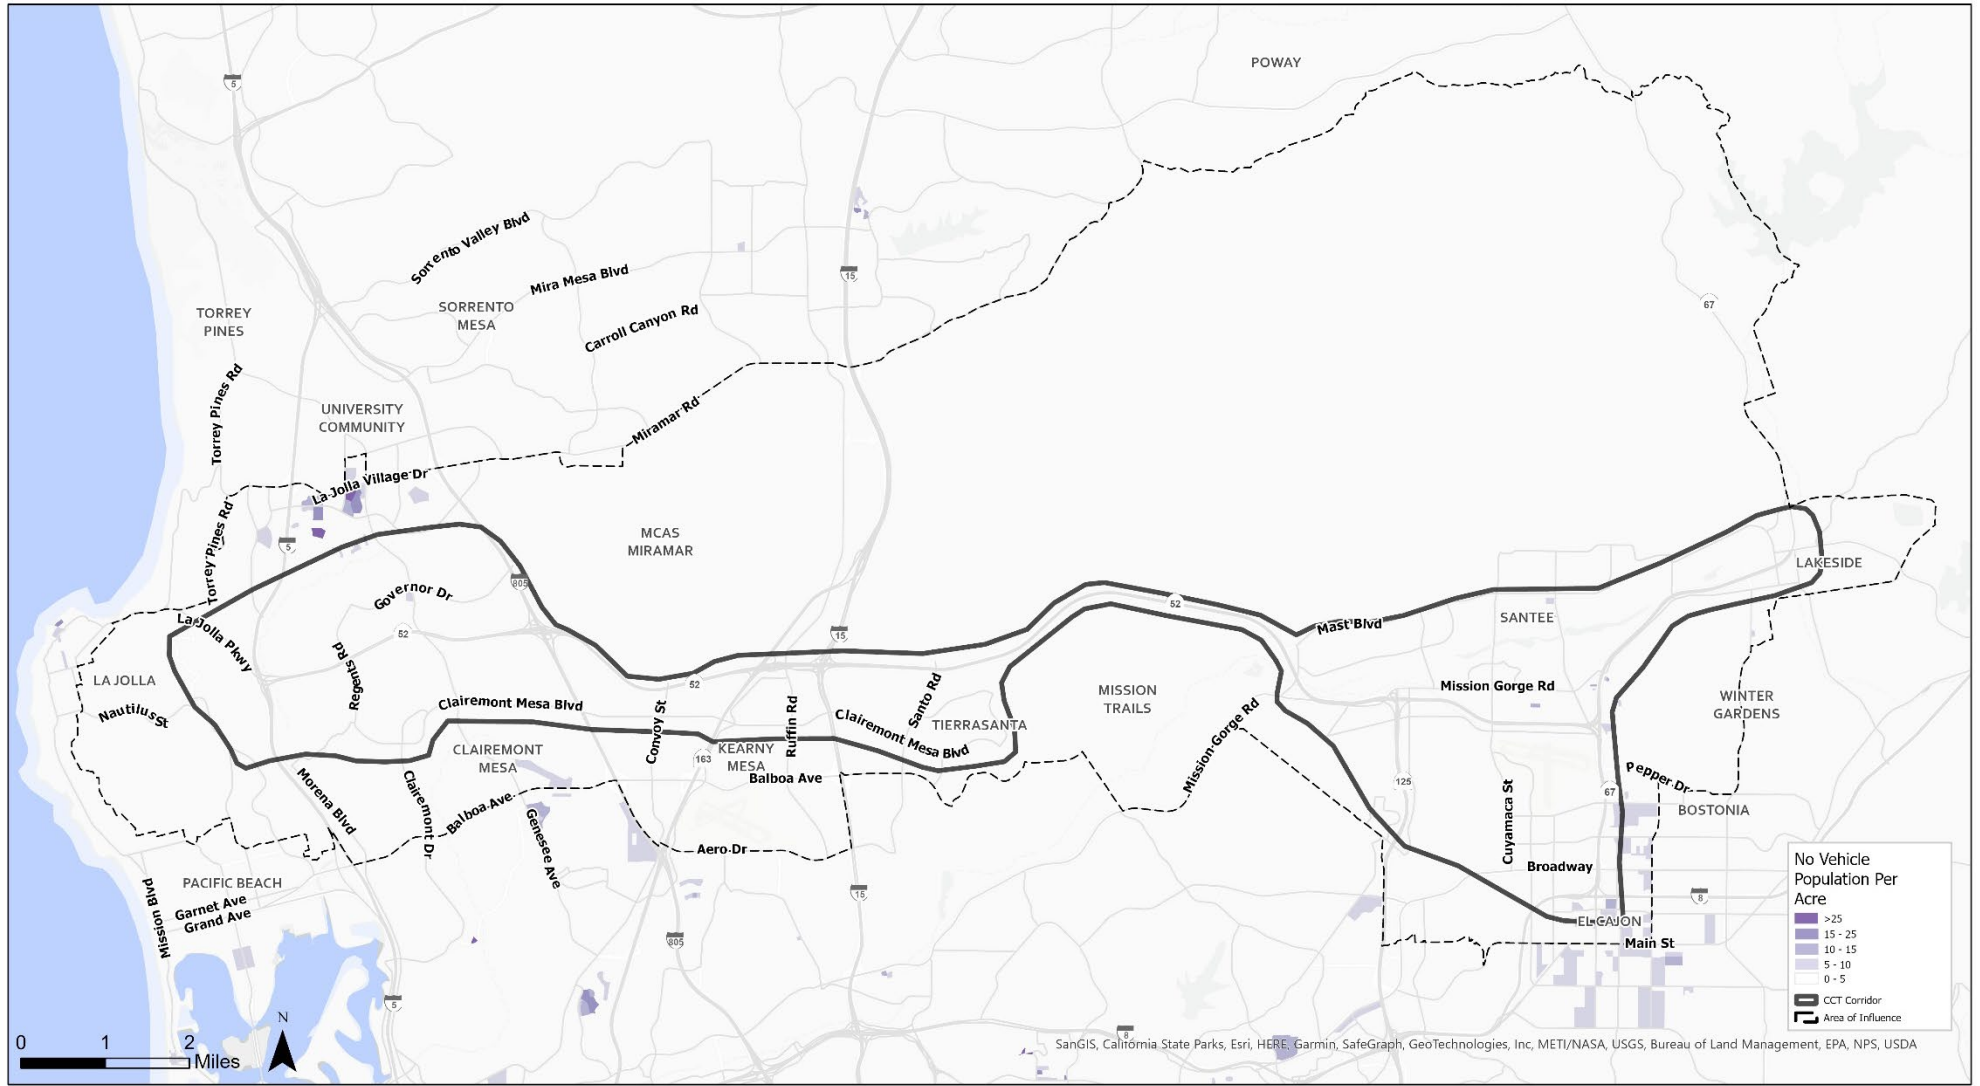 POWAY
5
Sorrento Valley Blvd
Mira Mesa Blvd
15
SORRENTO
MESA
TORREY
PINES
Carroll Canyon Rd
67
Torrey Pines Rd
UNIVERSITY
COMMUNITY
Miramar Rd
La Jolla Village Dr
Torrey Pines Rd
5
MCAS
MIRAMAR
LAKESIDE
805
Governor Dr
52
52
15
La Jolla Pkwy
Mast Blvd
SANTEE
LA JOLLA
Regents Rd
52
Nautilus St
Clairemont Mesa Blvd
Convoy St
Ruffin Rd
Santo Rd
Clairemont Mesa Blvd
TIERRASANTA
MISSION
TRAILS
Mission Gorge Rd
Mission Gorge Rd
WINTER
GARDENS
CLAIREMONT
MESA
163
KEARNY
MESA
Balboa Ave
Morena Blvd
Clairemont Dr
Balboa Ave
Genesee Ave
Aero Dr
125
Cuyamaca St
67
Pepper Dr
BOSTONIA
Broadway
PACIFIC BEACH
Mission Blvd
Garnet Ave
Grand Ave
15
805
8
EL CAJON
Main St
5
8
No Vehicle
Population Per
Acre
>25
15 - 25
10 - 15
5 - 10
0 - 5
CCT Corridor
Area of Influence
N
0 1 2
Miles
SanGIS, California State Parks, Esri, HERE, Garmin, SafeGraph, GeoTechnologies, Inc, METI/NASA, USGS, Bureau of Land Management, EPA, NPS, USDA